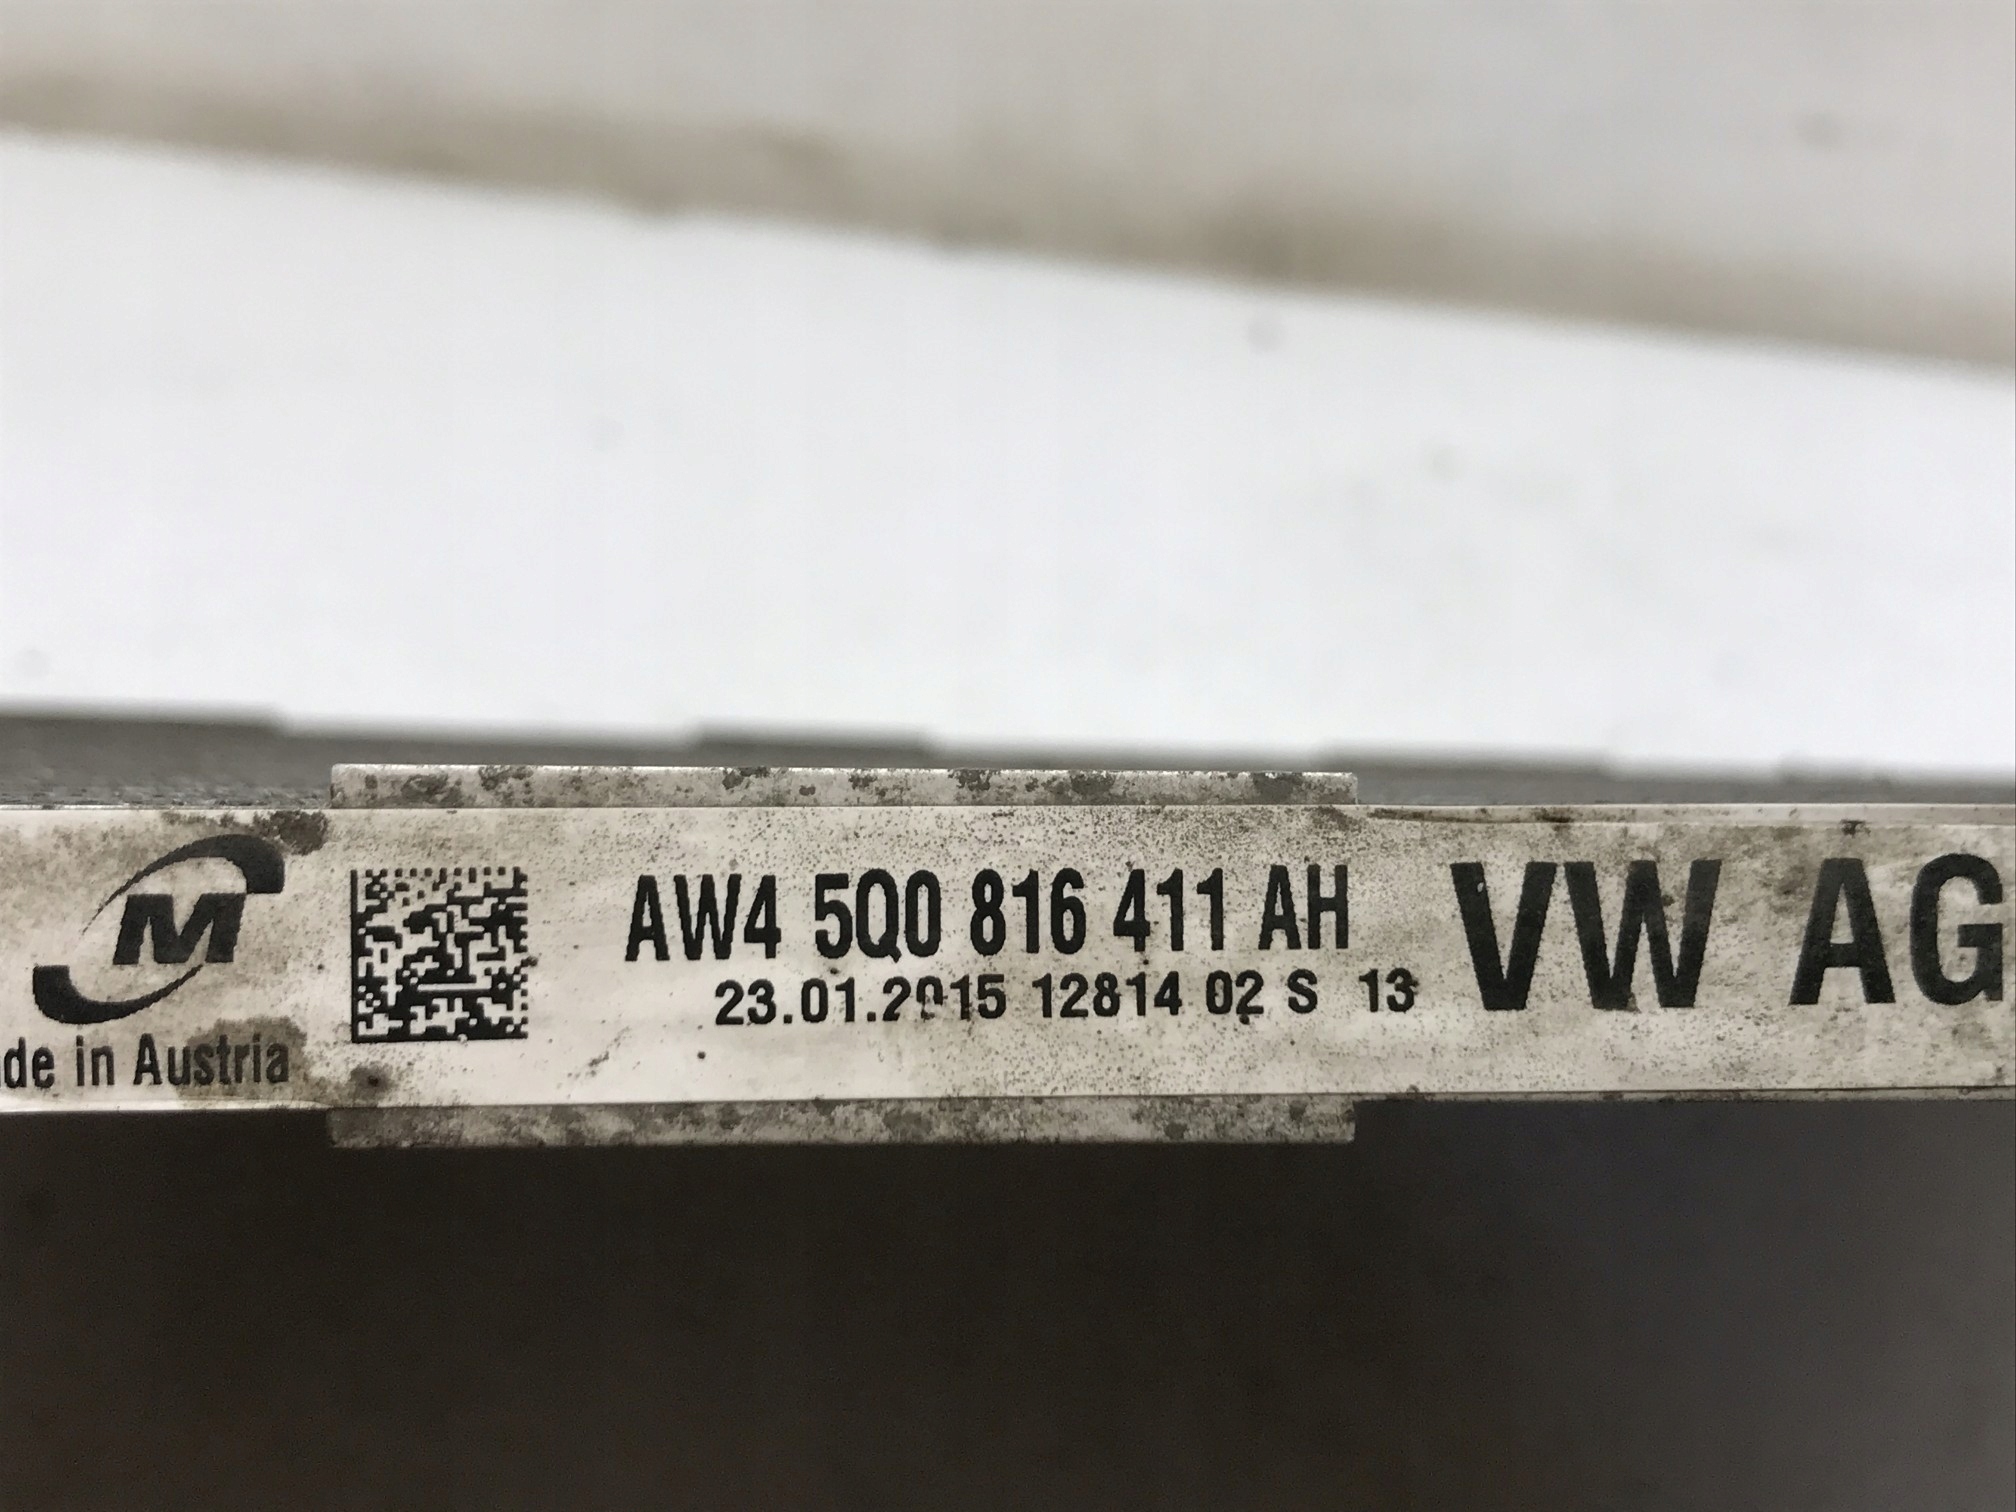 M
de in Austria
AW4 5Q0 816 411 AH
23.01.2015 12814 02 S 13
VW AG